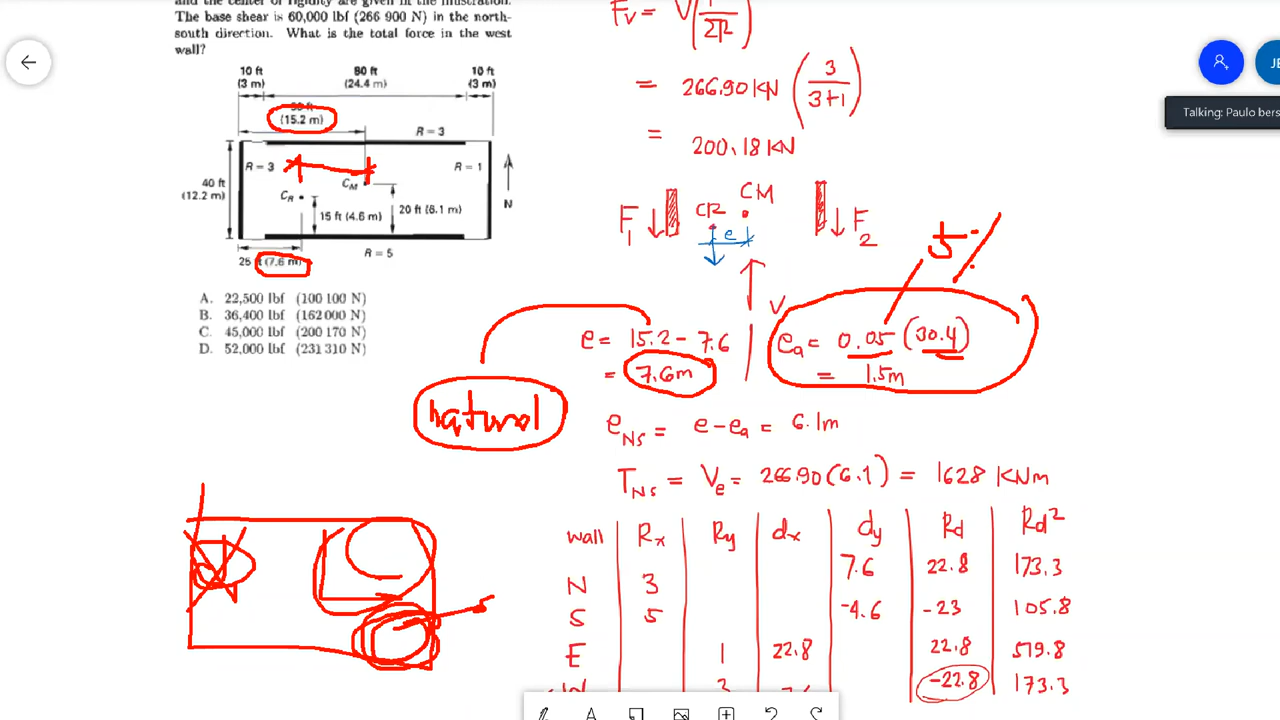 and the center of rigidity are given in the illustration.
The base shear is 60,000 lbf (266 900 N) in the north-
south direction. What is the total force in the west
wall?
10 ft
(3 m)
80 ft
(24.4 m)
10 ft
(3 m)
(15.2 m)
R = 3
R = 3
R = 1
40 ft
(12.2 m)
CM
CR
15 ft (4.6 m)
20 ft (6.1 m)
N
25 ft (7.6 m)
R = 5
A. 22,500 lbf (100 100 N)
B. 36,400 lbf (162 000 N)
C. 45,000 lbf (200 170 N)
D. 52,000 lbf (231 310 N)
FV = V(
= 266.90 KN (3/3+1)
= 200.18 KN
F1
CR
CM
e
F2
V
5%
e = 15.2 - 7.6
= 7.6m
ea = 0.05 (30.4)
= 1.5m
natural
eNS = e - ea = 6.1m
TNS = Ve = 266.90(6.1) = 1628 KNm
wall Rx Ry dx dy Rd Rd²
N 3 7.6 22.8 173.3
S 5 -4.6 -23 105.8
E 1 22.8 22.8 519.8
W 3 -22.8 173.3
JE
Talking: Paulo bers